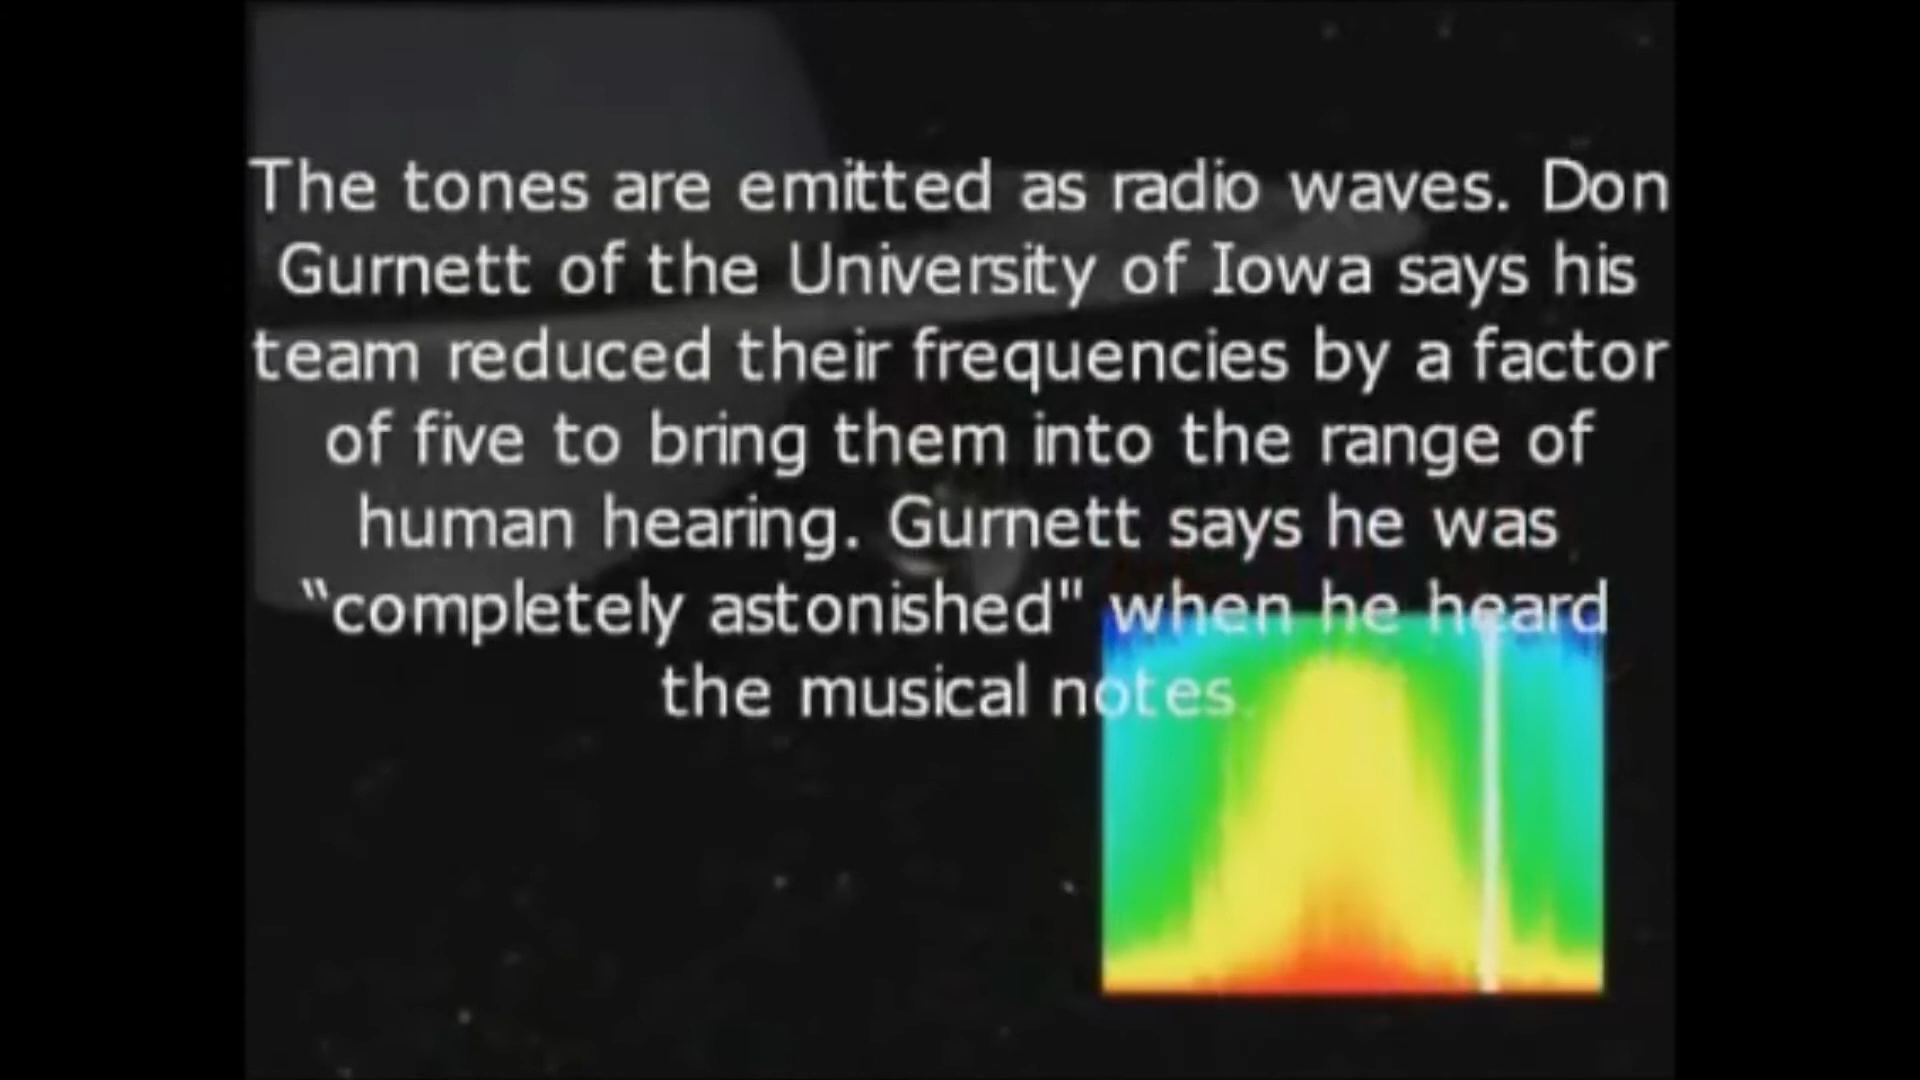 The tones are emitted as radio waves. Don
Gurnett of the University of Iowa says his
team reduced their frequencies by a factor
of five to bring them into the range of
human hearing. Gurnett says he was
“completely astonished" when he heard
the musical notes.